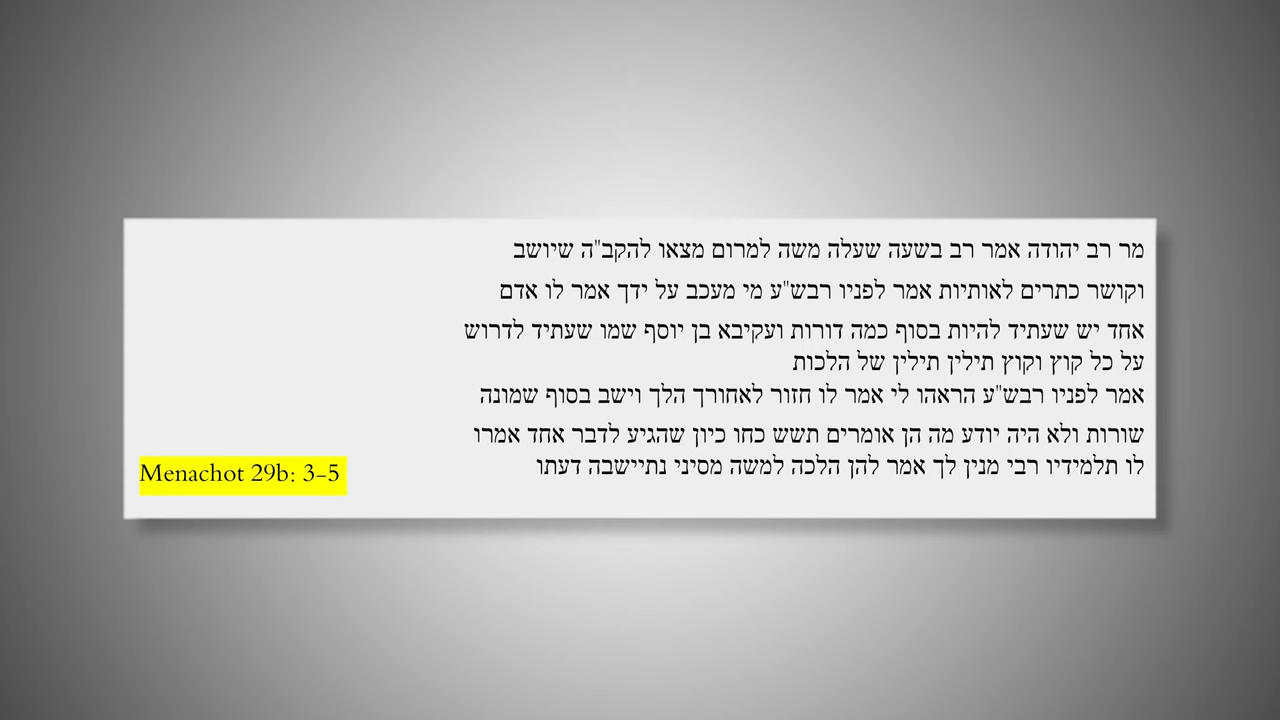 מר רב יהודה אמר רב בשעה שעלה משה למרום מצאו להקב"ה שיושב
וקושר כתרים לאותיות אמר לפניו רבש"ע מי מעכב על ידך אמר לו אדם
אחד יש שעתיד להיות בסוף כמה דורות ועקיבא בן יוסף שמו שעתיד לדרוש
על כל קוץ וקוץ תילין תילין של הלכות
אמר לפניו רבש"ע הראהו לי אמר לו חזור לאחורך הלך וישב בסוף שמונה
שורות ולא היה יודע מה הן אומרים תשש כחו כיון שהגיע לדבר אחד אמרו
לו תלמידיו רבי מנין לך אמר להן הלכה למשה מסיני נתיישבה דעתו
Menachot 29b: 3-5